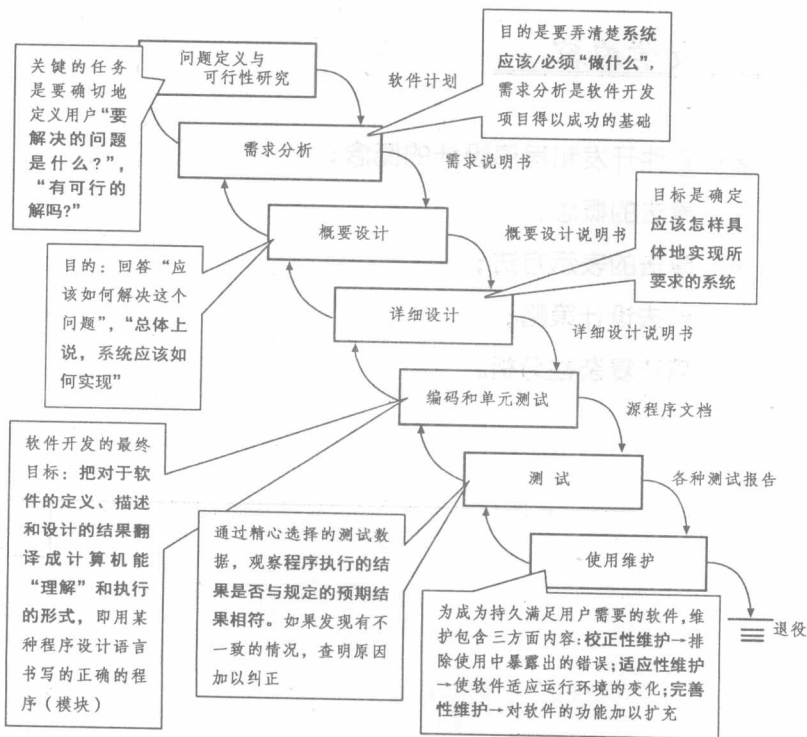 问题定义与
可行性研究
关键的任务
是要确切地
定义用户“要
解决的问题
是什么?”，
“有可行的
解吗?”
软件计划
目的是要弄清楚系统
应该/必须“做什么”，
需求分析是软件开发
项目得以成功的基础
需求分析
需求说明书
概要设计
概要设计说明书
目标是确定
应该怎样具
体地实现所
要求的系统
目的：回答“应
该如何解决这个
问题”，“总体上
说，系统应该如
何实现”
详细设计
详细设计说明书
编码和单元测试
源程序文档
软件开发的最终
目标：把对于软
件的定义、描述
和设计的结果翻
译成计算机能
“理解”和执行
的形式，即用某
种程序设计语言
书写的正确的程
序（模块）
测 试
各种测试报告
通过精心选择的测试数
据，观察程序执行的结
果是否与规定的预期结
果相符。如果发现有不
一致的情况，查明原因
加以纠正
使用维护
退役
为成为持久满足用户需要的软件,维
护包含三方面内容:校正性维护→排
除使用中暴露出的错误;适应性维护
→使软件适应运行环境的变化;完善
性维护→对软件的功能加以扩充